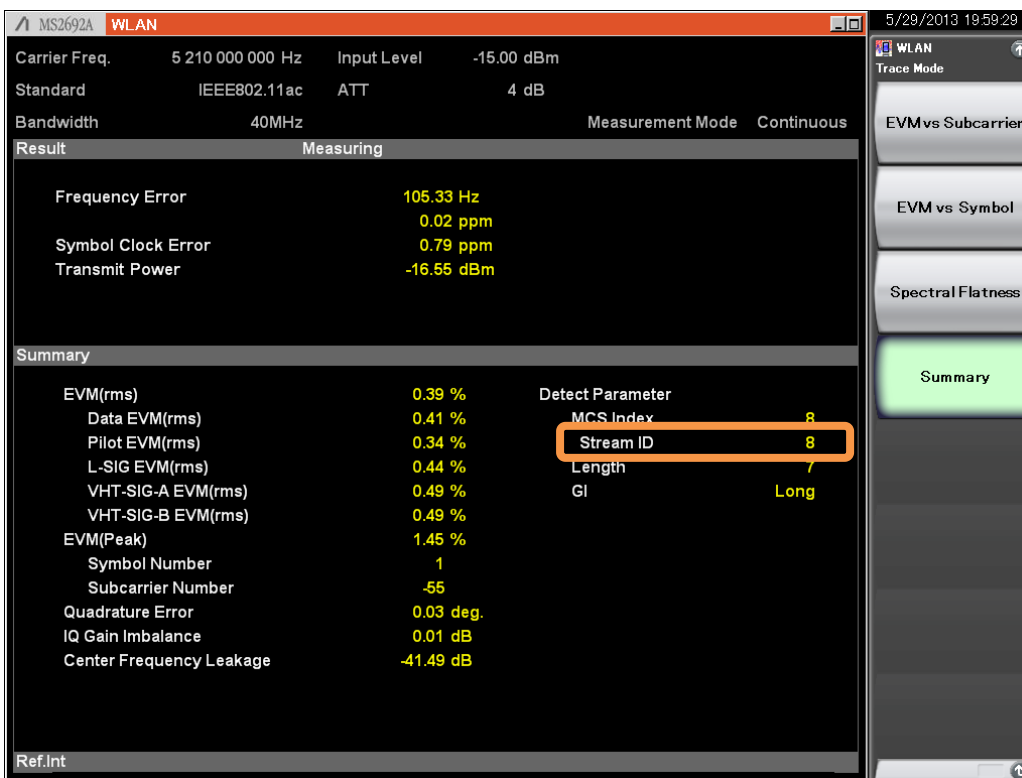 MS2692A WLAN 5/29/2013 19:59:29
Carrier Freq. 5 210 000 000 Hz Input Level -15.00 dBm
Standard IEEE802.11ac ATT 4 dB
Bandwidth 40MHz Measurement Mode Continuous
Result Measuring
Frequency Error 105.33 Hz
0.02 ppm
Symbol Clock Error 0.79 ppm
Transmit Power -16.55 dBm
Summary
EVM(rms) 0.39 % Detect Parameter
Data EVM(rms) 0.41 % MCS Index 8
Pilot EVM(rms) 0.34 % Stream ID 8
L-SIG EVM(rms) 0.44 % Length 7
VHT-SIG-A EVM(rms) 0.49 % GI Long
VHT-SIG-B EVM(rms) 0.49 %
EVM(Peak) 1.45 %
Symbol Number 1
Subcarrier Number -55
Quadrature Error 0.03 deg.
IQ Gain Imbalance 0.01 dB
Center Frequency Leakage -41.49 dB
Ref.Int
WLAN
Trace Mode
EVM vs Subcarrier
EVM vs Symbol
Spectral Flatness
Summary